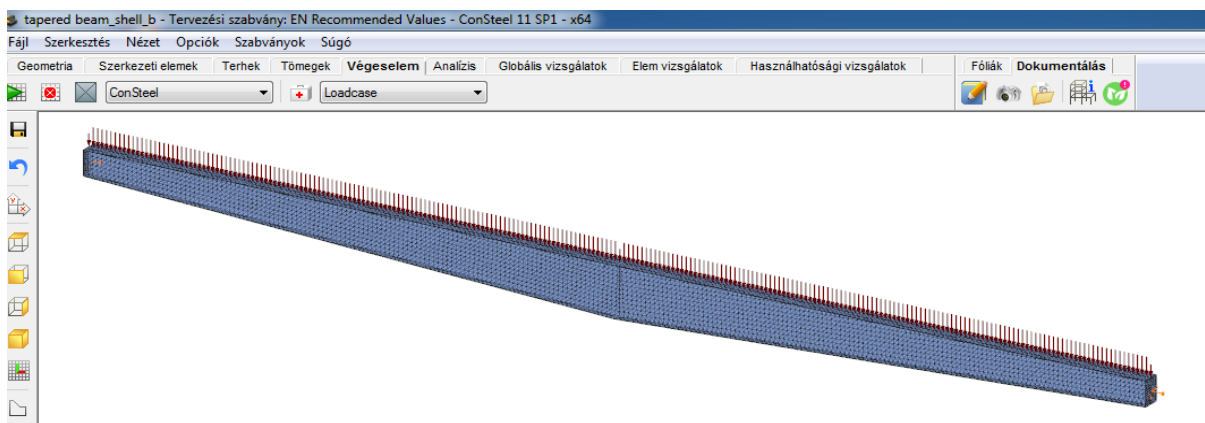 tapered beam_shell_b - Tervezési szabvány: EN Recommended Values - ConSteel 11 SP1 - x64
Fájl Szerkesztés Nézet Opciók Szabványok Súgó
Geometria Szerkezeti elemek Terhek Tömegek Végeselem Analízis Globális vizsgálatok Elem vizsgálatok Használhatósági vizsgálatok Fóliák Dokumentálás
ConSteel Loadcase